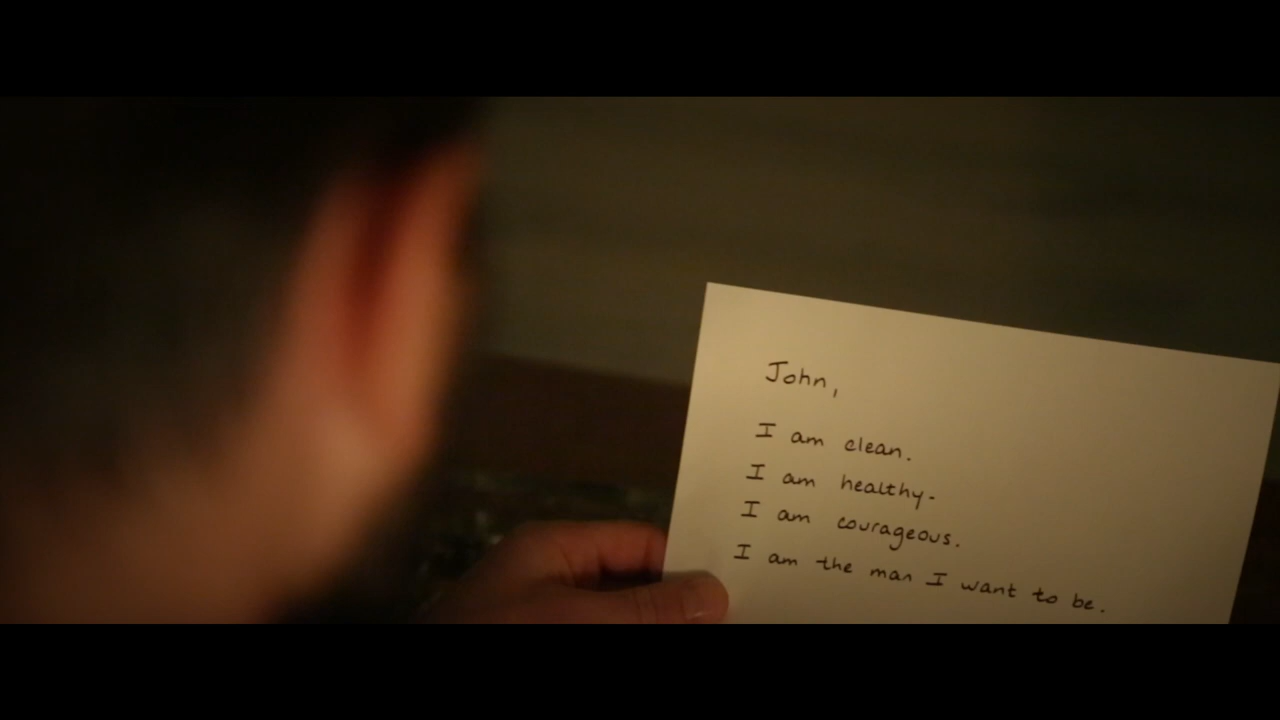 John,
I am clean.
I am healthy.
I am courageous.
I am the man I want to be.